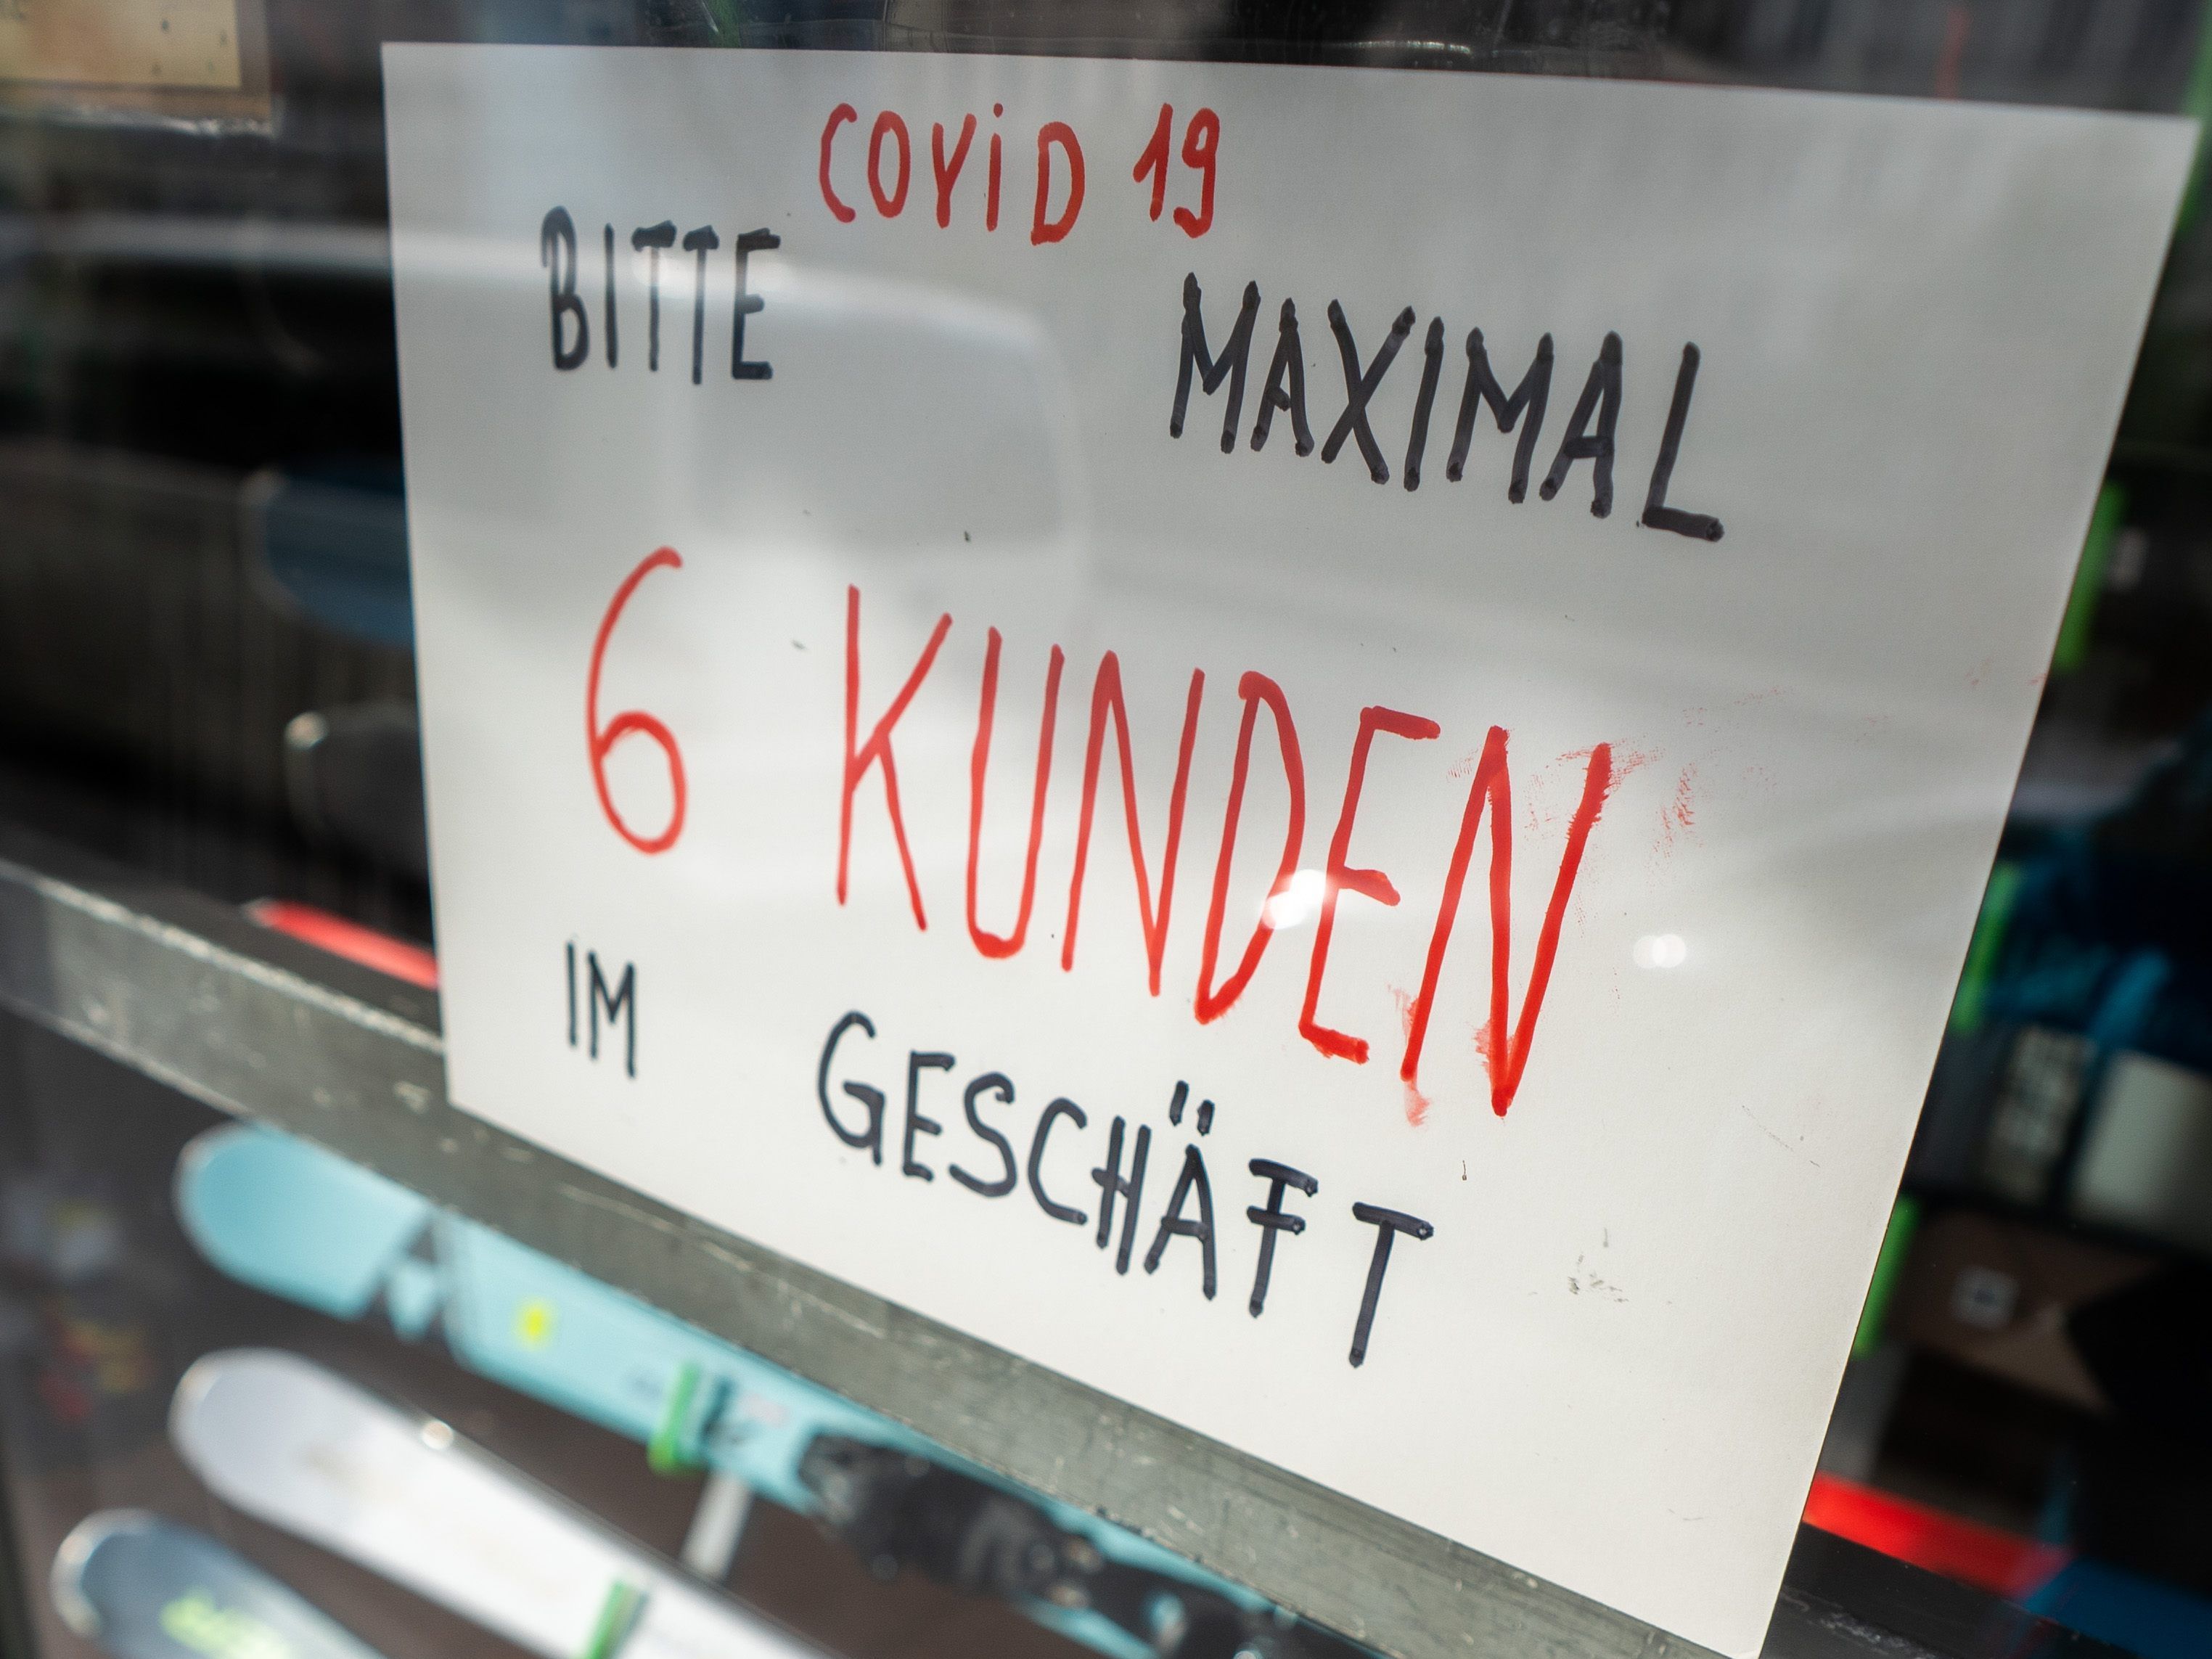 COViD 19
BITTE MAXIMAL
6 KUNDEN
IM GESCHÄFT